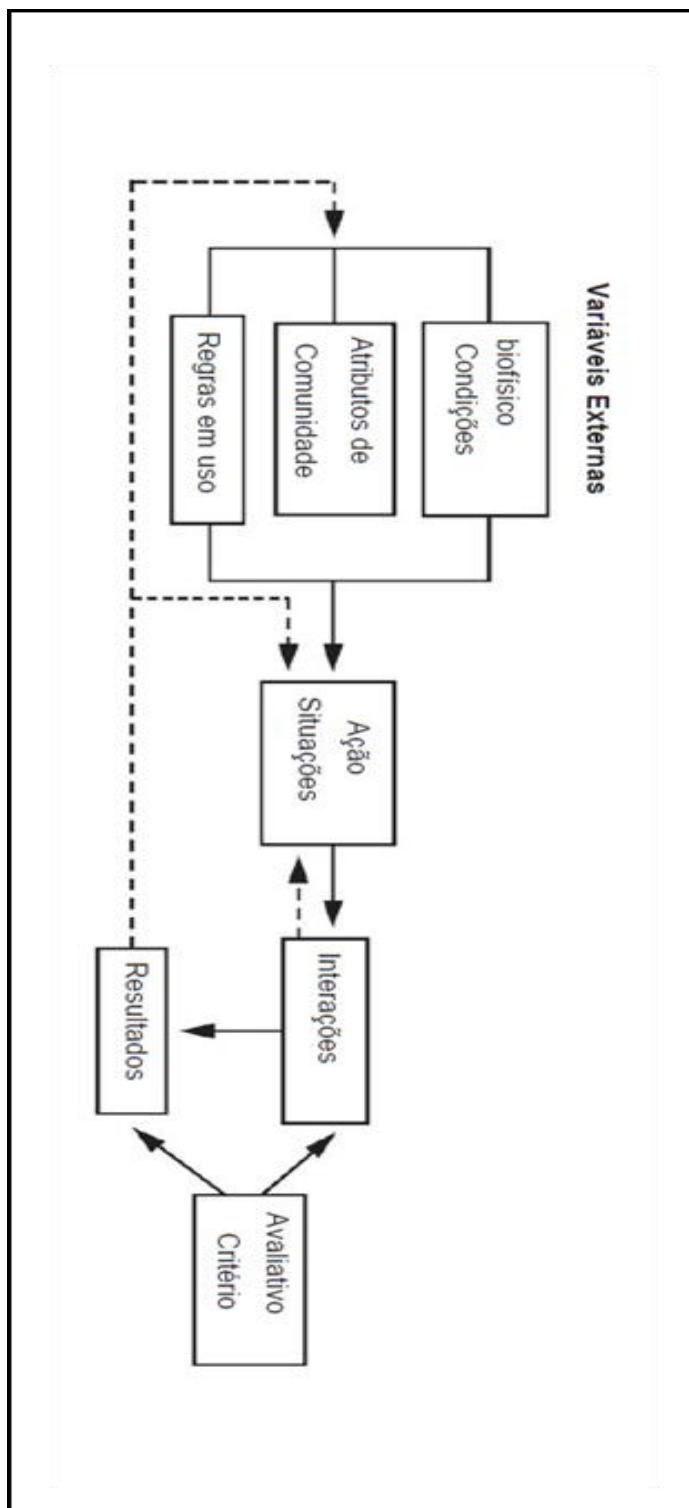 Variáveis Externas
biofísico
Condições
Atributos de
Comunidade
Regras em uso
Ação
Situações
Interações
Resultados
Avaliativo
Critério